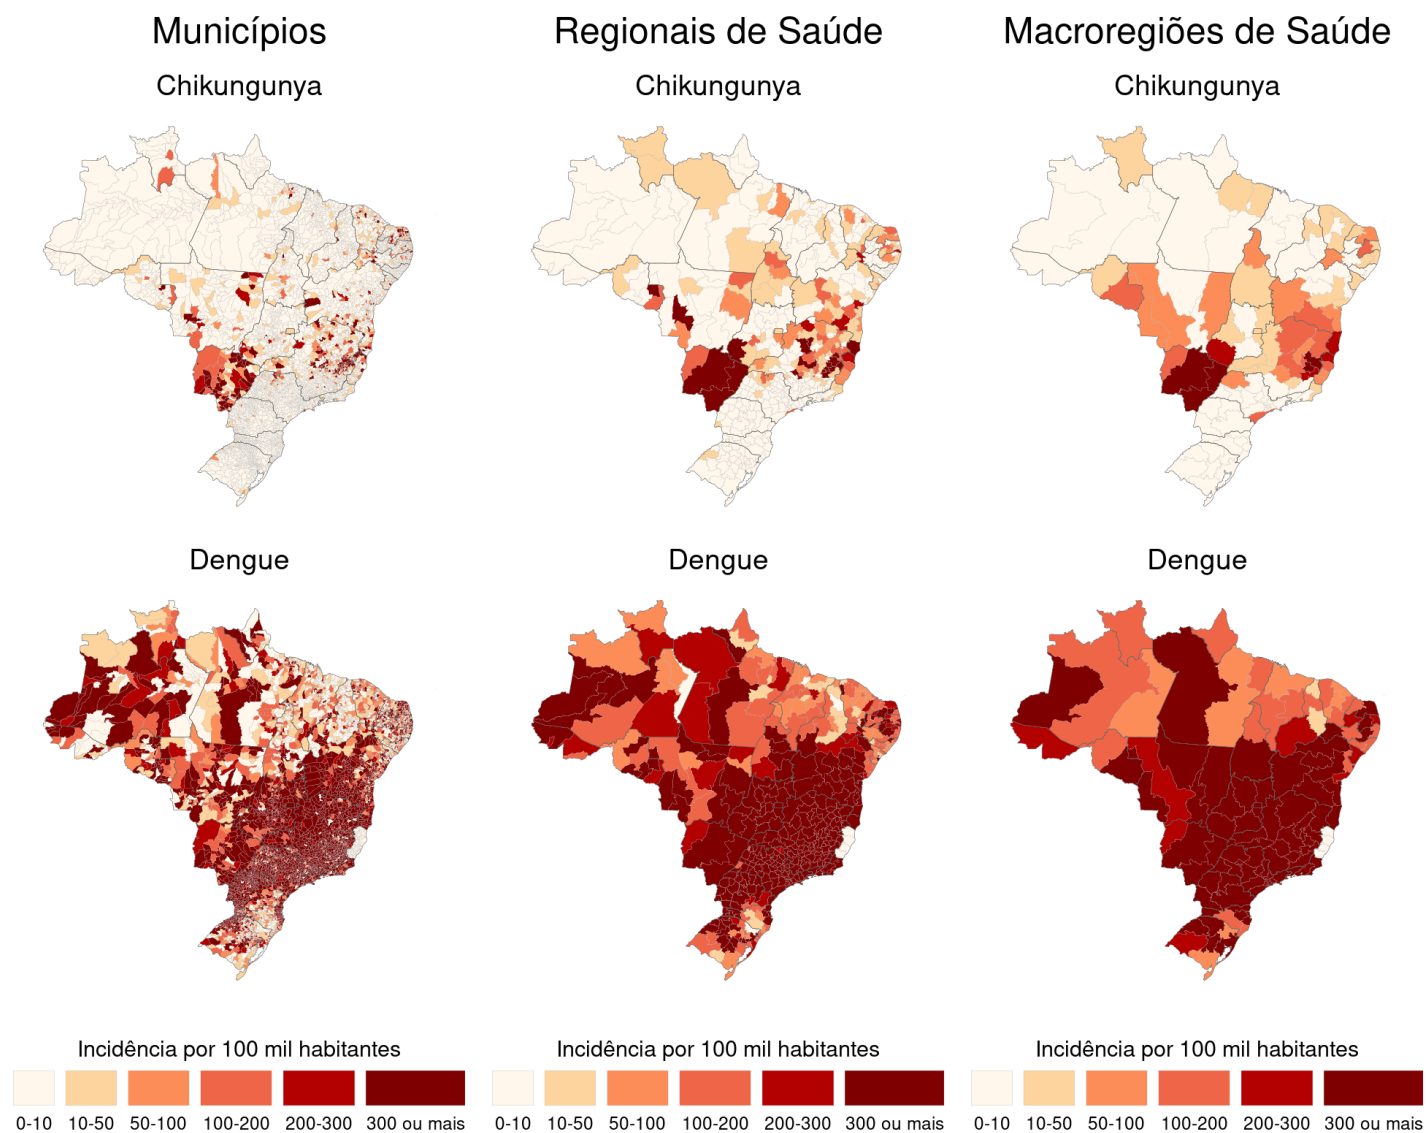 Municípios
Regionais de Saúde
Macroregiões de Saúde
Chikungunya
Chikungunya
Chikungunya
Dengue
Dengue
Dengue
Incidência por 100 mil habitantes
Incidência por 100 mil habitantes
Incidência por 100 mil habitantes
0-10 10-50 50-100 100-200 200-300 300 ou mais
0-10 10-50 50-100 100-200 200-300 300 ou mais
0-10 10-50 50-100 100-200 200-300 300 ou mais